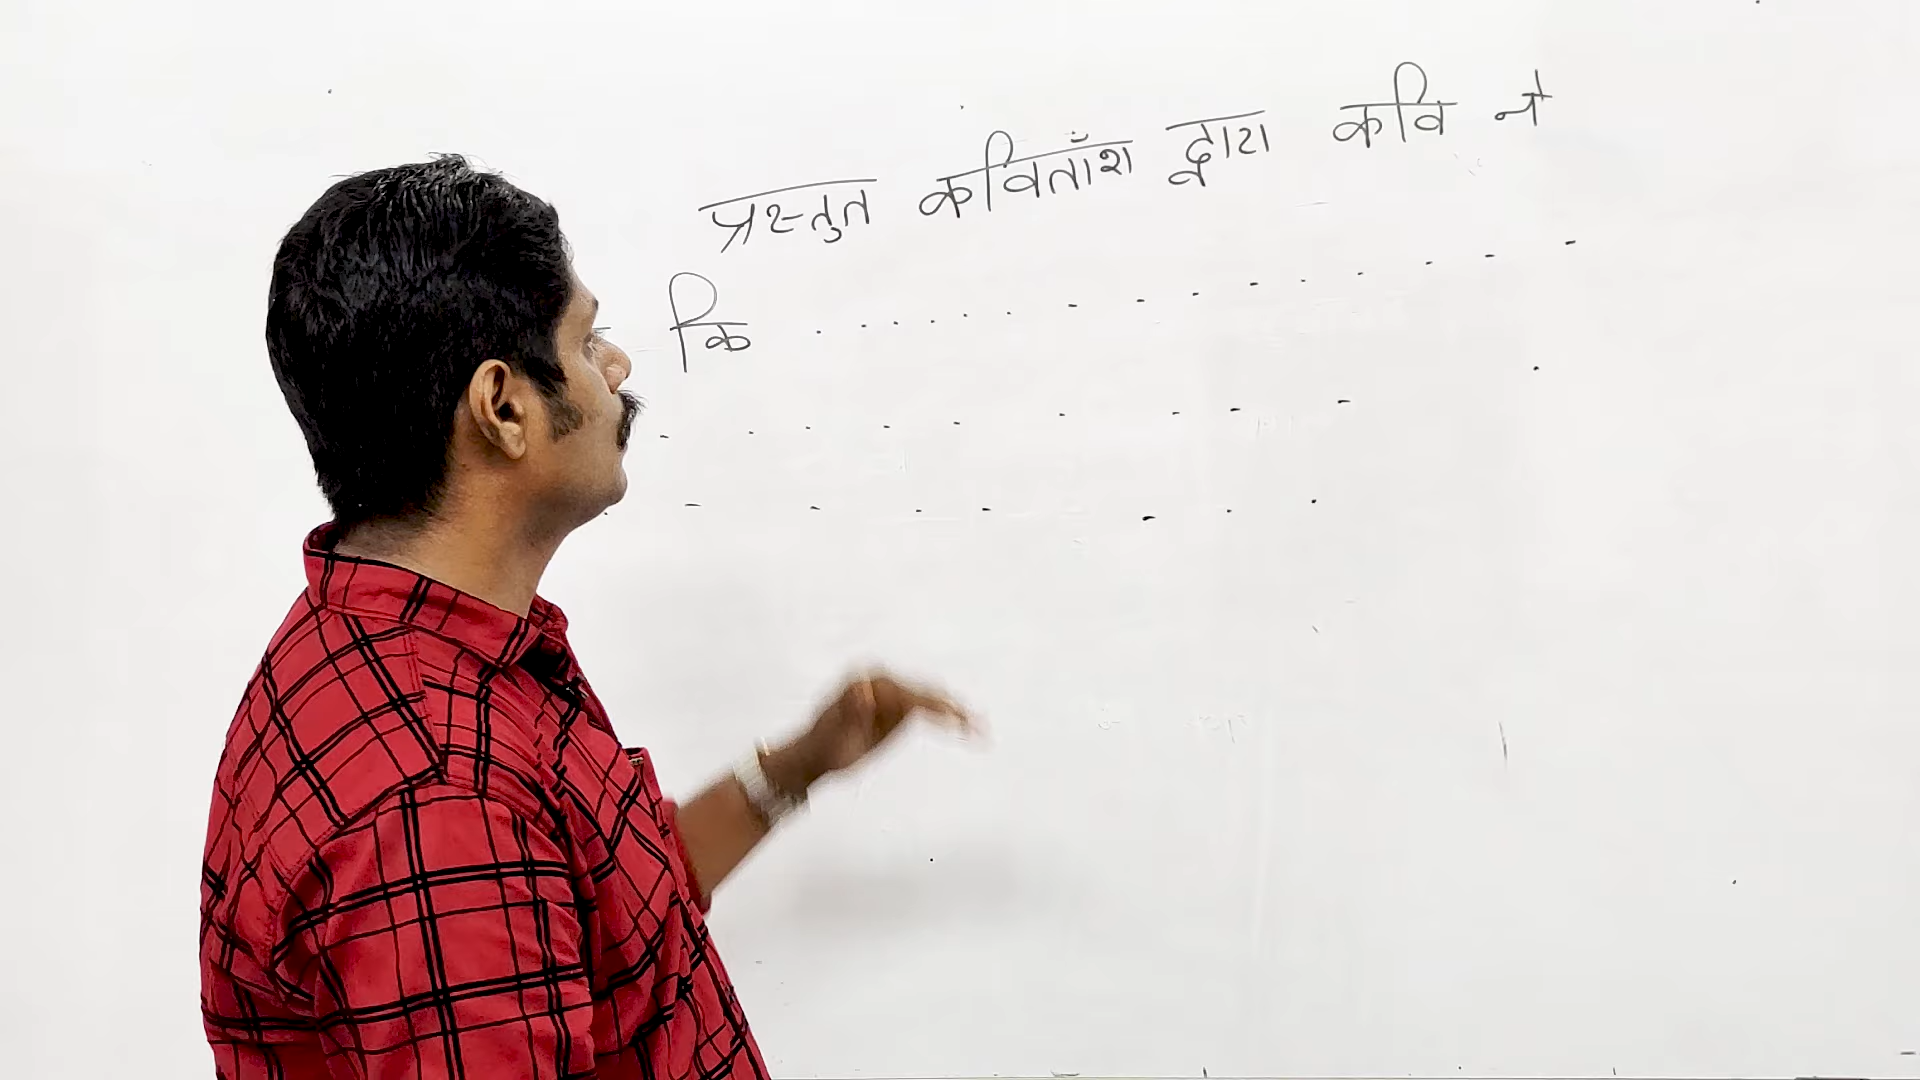 प्रस्तुत कविताँश द्वारा कवि ने
कि . . . . . . . . . . . . . . .
. . . . . . . . .
. . . . . . . .